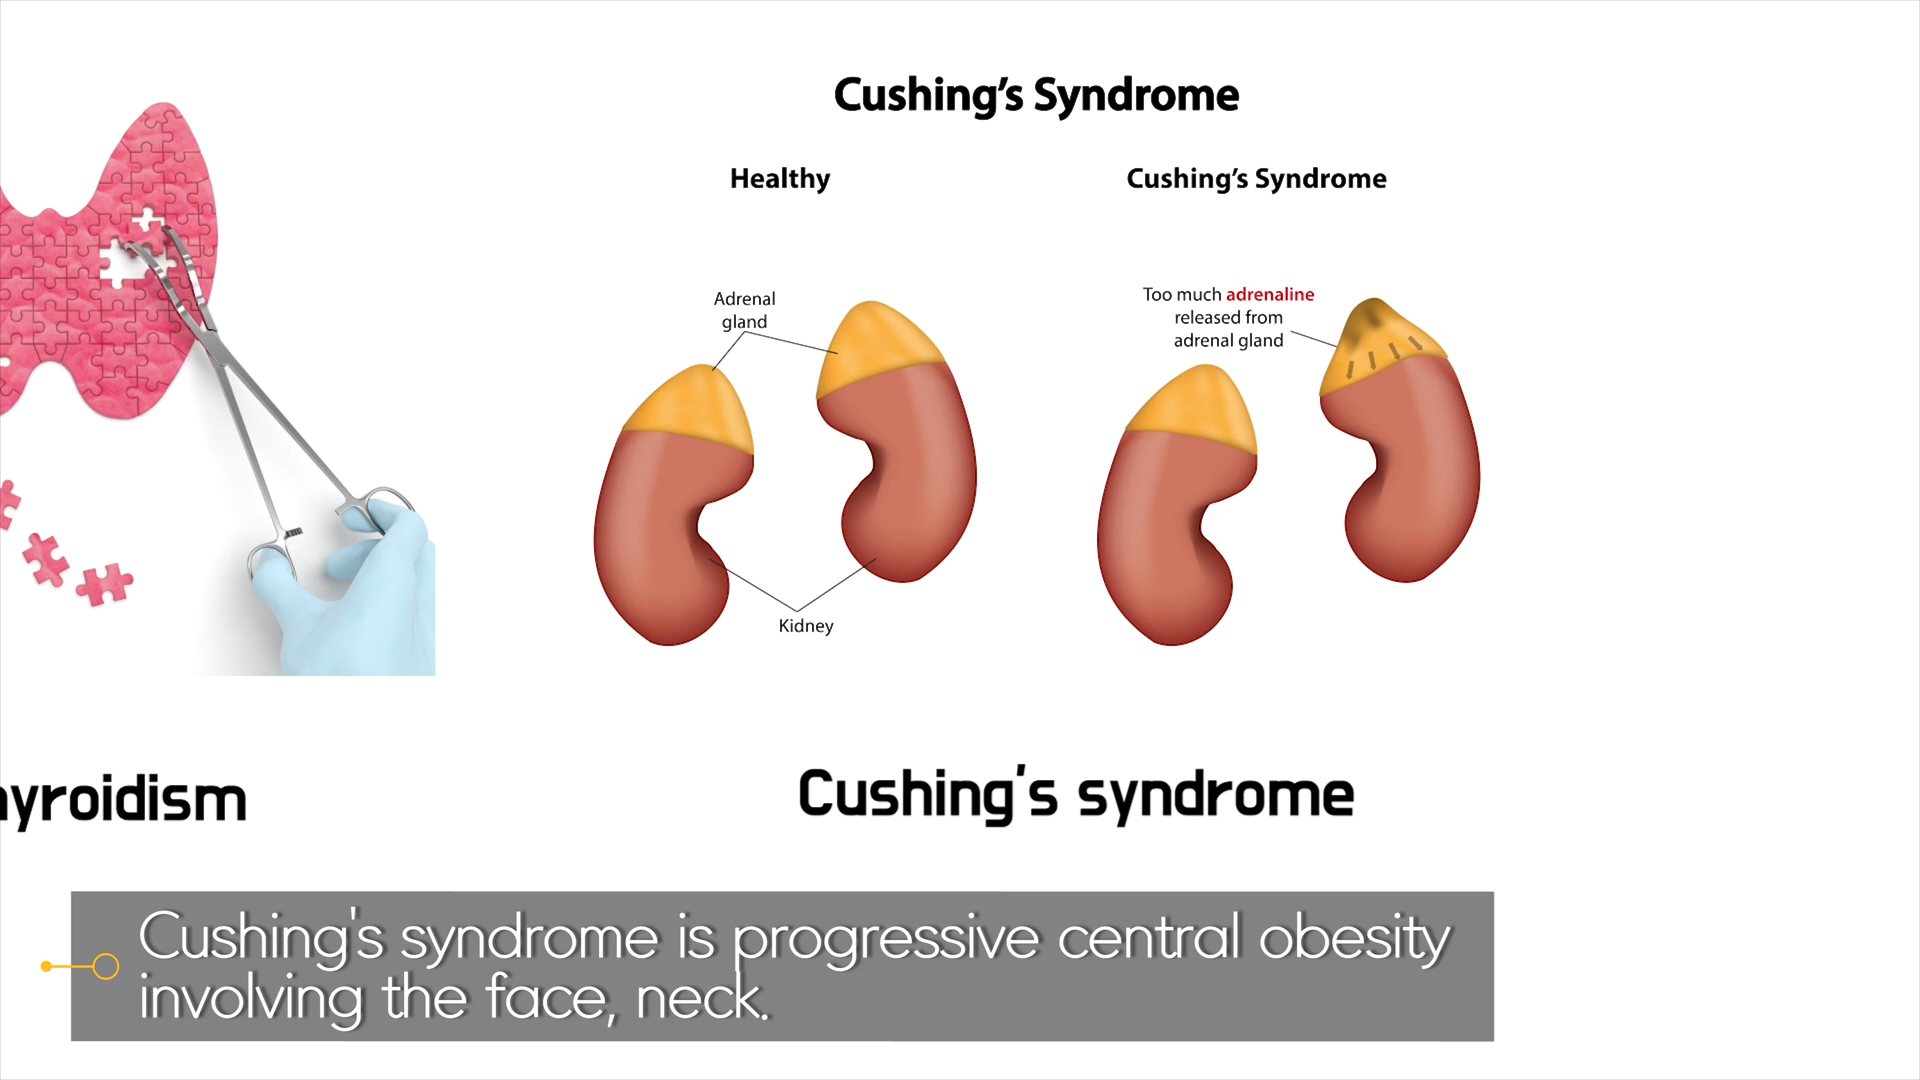 Cushing's Syndrome
Healthy
Cushing's Syndrome
Adrenal
gland
Too much adrenaline
released from
adrenal gland
Kidney
hyroidism
Cushing's syndrome
Cushing's syndrome is progressive central obesity
involving the face, neck.